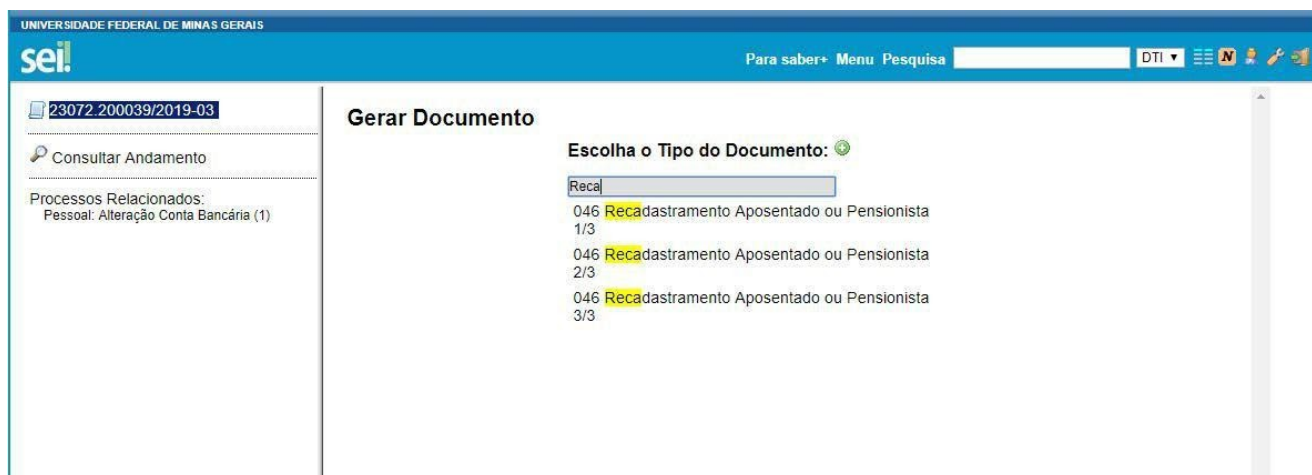 UNIVERSIDADE FEDERAL DE MINAS GERAIS
sei!
Para saber+ Menu Pesquisa
DTI
N
23072.200039/2019-03
Consultar Andamento
Processos Relacionados:
Pessoal: Alteração Conta Bancária (1)
Gerar Documento
Escolha o Tipo do Documento:
Reca
046 Recadastramento Aposentado ou Pensionista
1/3
046 Recadastramento Aposentado ou Pensionista
2/3
046 Recadastramento Aposentado ou Pensionista
3/3